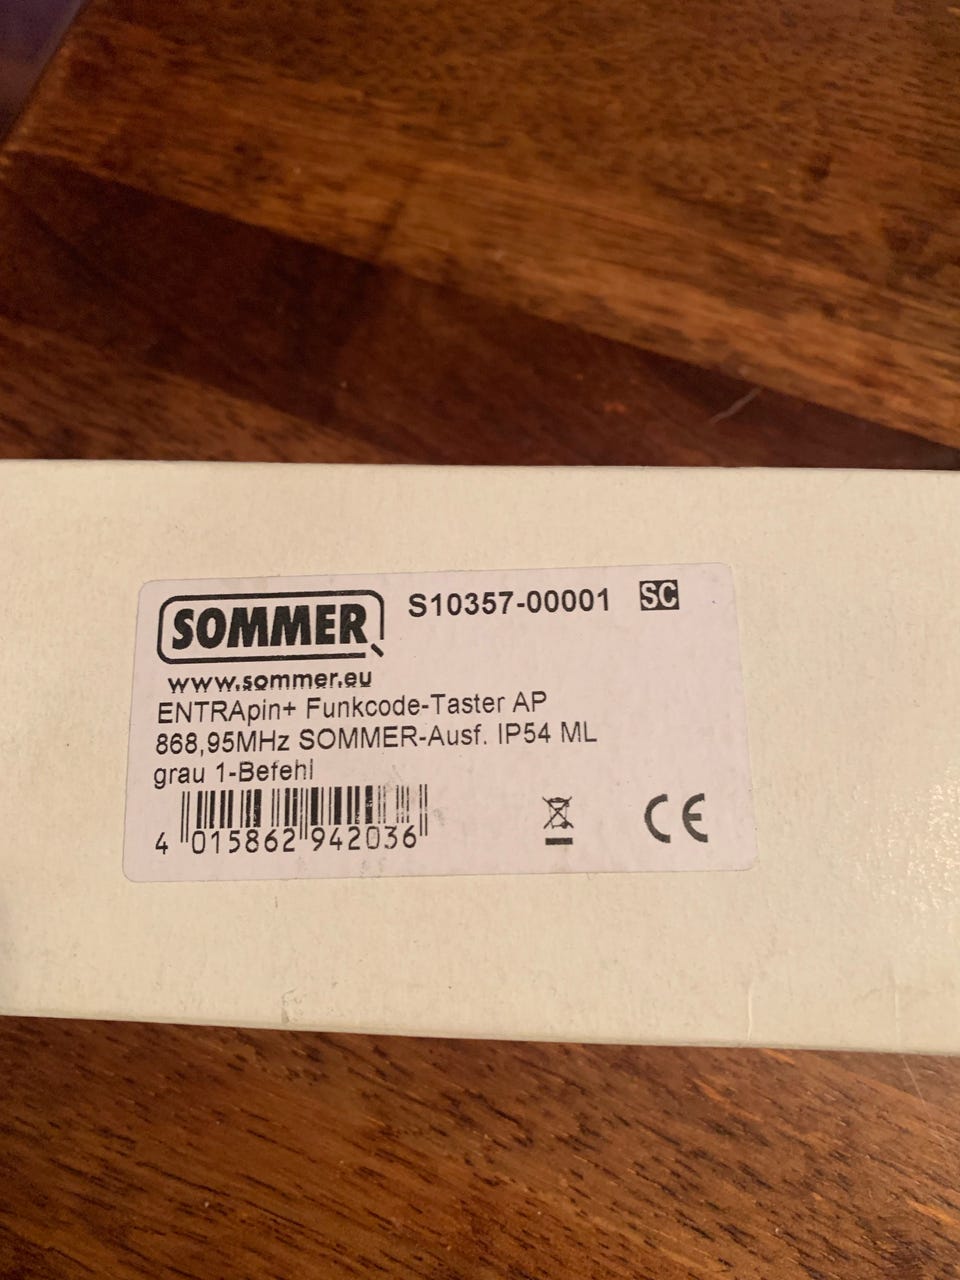 SOMMER S10357-00001 SC
www.sommer.eu
ENTRApin+ Funkcode-Taster AP
868,95MHz SOMMER-Ausf. IP54 ML
grau 1-Befehl
4 015862 942036 CE